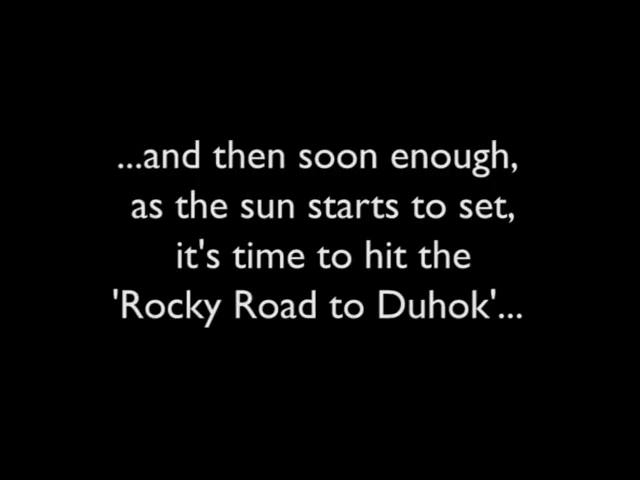 ...and then soon enough,
as the sun starts to set,
it's time to hit the
'Rocky Road to Duhok'...